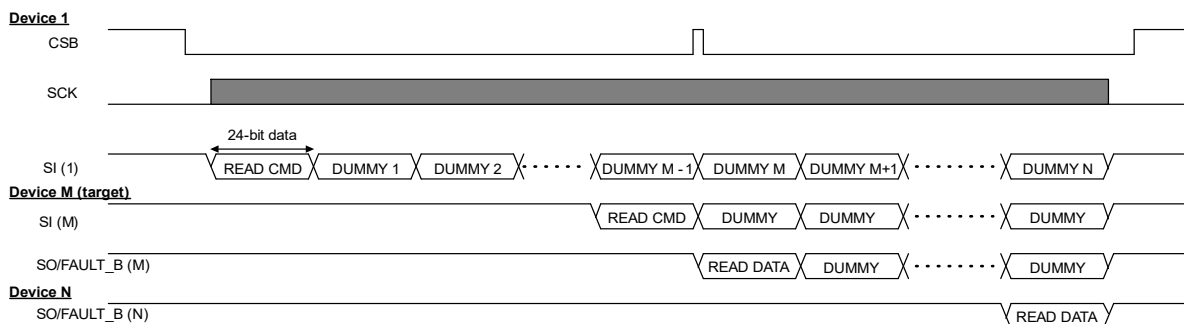 Device 1
CSB
SCK
24-bit data
SI (1) READ CMD DUMMY 1 DUMMY 2 DUMMY M - 1 DUMMY M DUMMY M+1 DUMMY N
Device M (target)
SI (M) READ CMD DUMMY DUMMY DUMMY
SO/FAULT_B (M) READ DATA DUMMY DUMMY
Device N
SO/FAULT_B (N) READ DATA